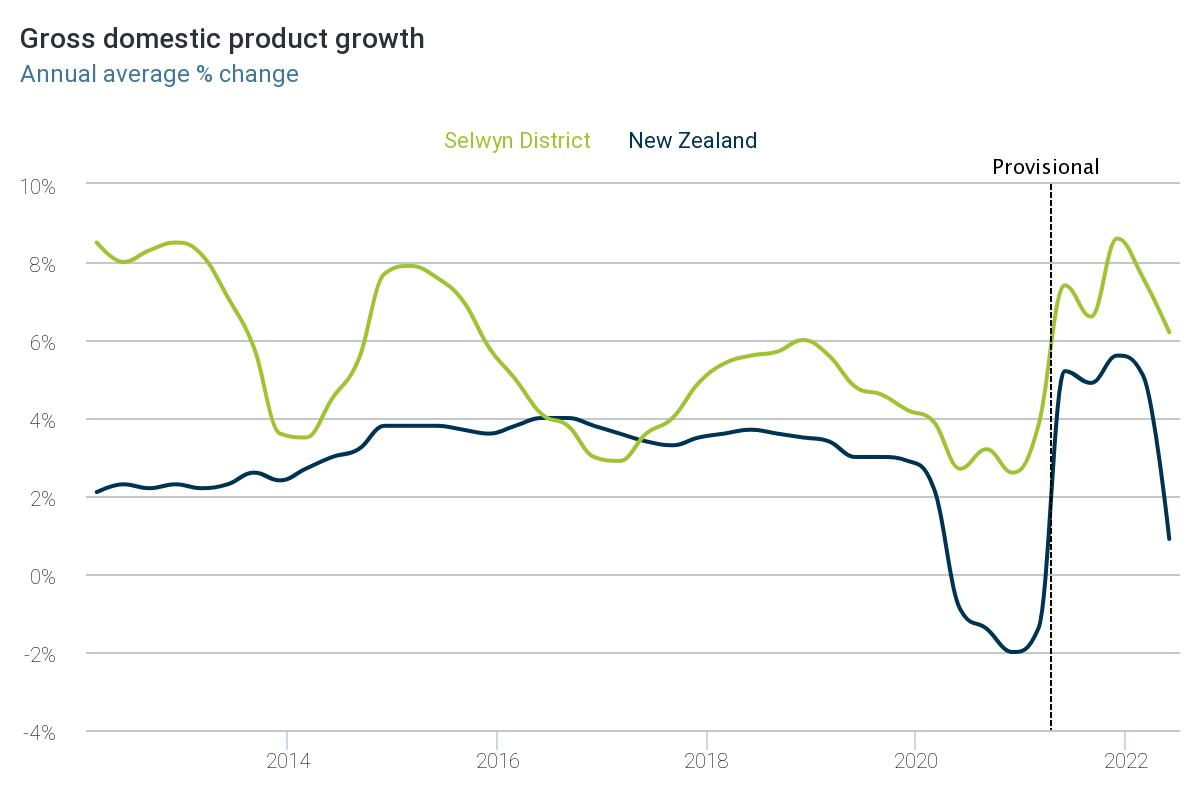 Gross domestic product growth
Annual average % change
Selwyn District New Zealand
Provisional
10%
8%
6%
4%
2%
0%
-2%
-4%
2014 2016 2018 2020 2022